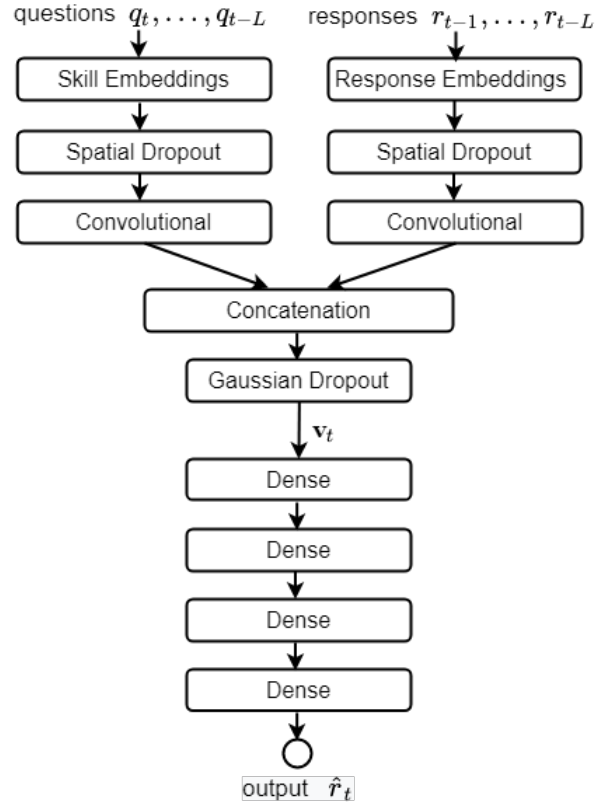 questions q_t, . . . , q_{t−L} responses r_{t−1}, . . . , r_{t−L}
Skill Embeddings Response Embeddings
Spatial Dropout Spatial Dropout
Convolutional Convolutional
Concatenation
Gaussian Dropout
v_t
Dense
Dense
Dense
Dense
output r̂_t